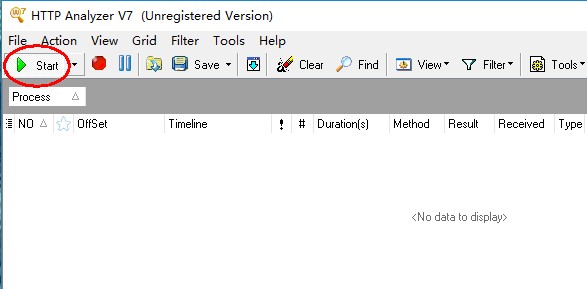 HTTP Analyzer V7 (Unregistered Version)
File Action View Grid Filter Tools Help
Start Save Clear Find View Filter Tools
Process
NO OffSet Timeline ! # Duration(s) Method Result Received Type
<No data to display>